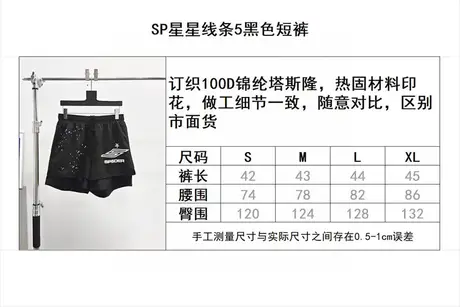 SP星星线条5黑色短裤
订织100D锦纶塔斯隆，热固材料印
花，做工细节一致，随意对比，区别
市面货
尺码 S M L XL
裤长 42 43 44 45
腰围 74 78 82 86
臀围 120 124 128 132
手工测量尺寸与实际尺寸之间存在0.5-1cm误差